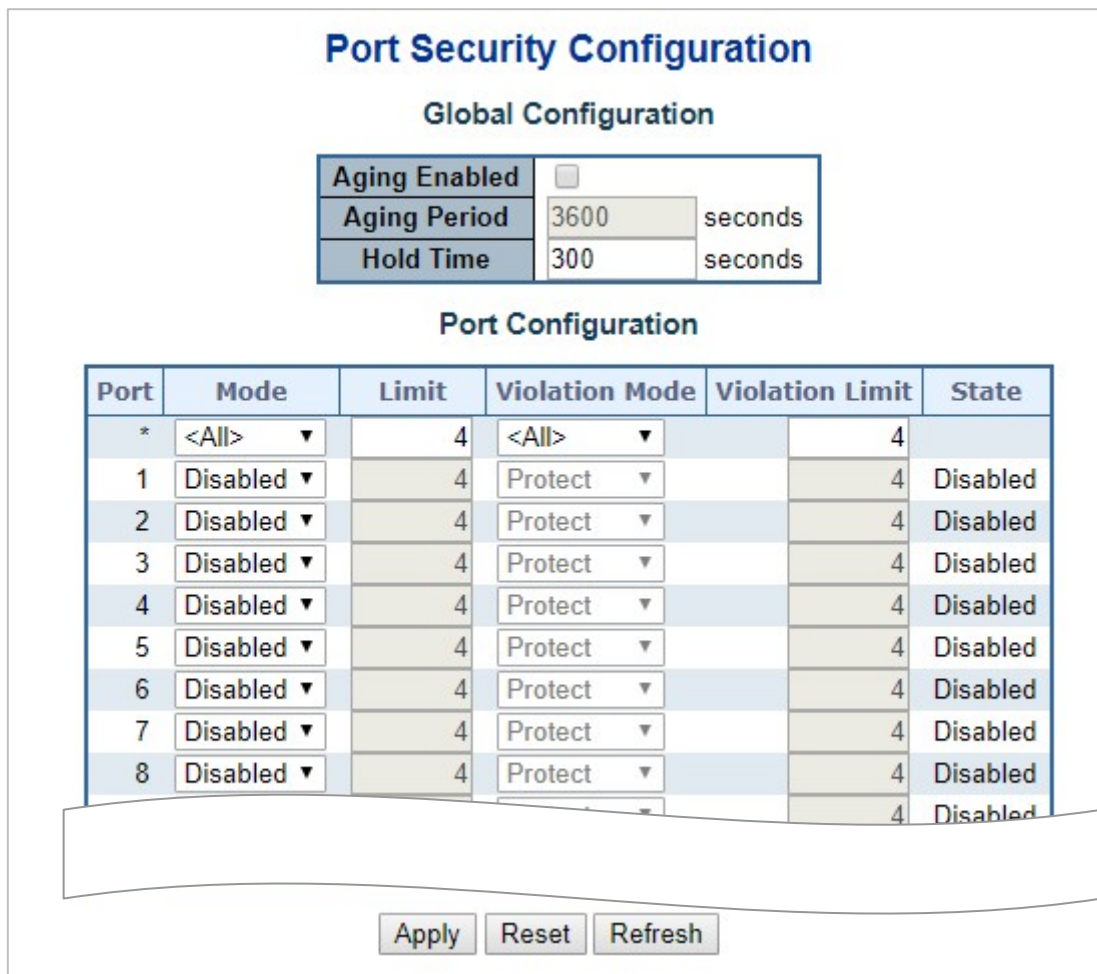 Port Security Configuration
Global Configuration
Aging Enabled
Aging Period 3600 seconds
Hold Time 300 seconds
Port Configuration
Port Mode Limit Violation Mode Violation Limit State
* <All> 4 <All> 4
1 Disabled 4 Protect 4 Disabled
2 Disabled 4 Protect 4 Disabled
3 Disabled 4 Protect 4 Disabled
4 Disabled 4 Protect 4 Disabled
5 Disabled 4 Protect 4 Disabled
6 Disabled 4 Protect 4 Disabled
7 Disabled 4 Protect 4 Disabled
8 Disabled 4 Protect 4 Disabled
4 Disabled
Apply Reset Refresh